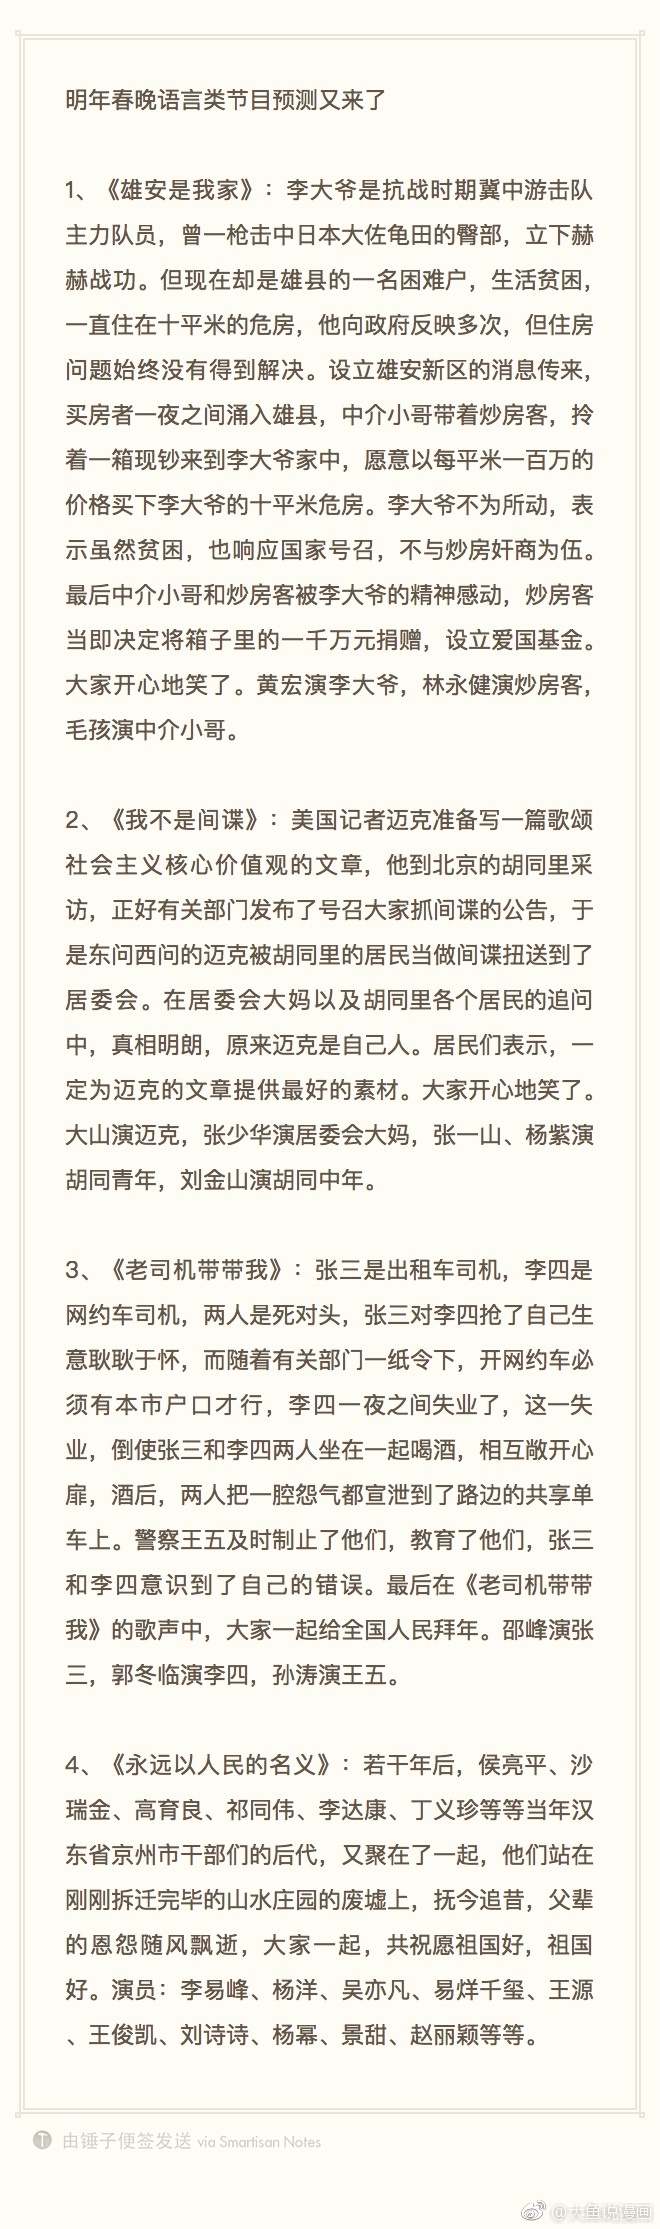 明年春晚语言类节目预测又来了
1、《雄安是我家》：李大爷是抗战时期冀中游击队
主力队员，曾一枪击中日本大佐龟田的臀部，立下赫
赫战功。但现在却是雄县的一名困难户，生活贫困，
一直住在十平米的危房，他向政府反映多次，但住房
问题始终没有得到解决。设立雄安新区的消息传来，
买房者一夜之间涌入雄县，中介小哥带着炒房客，拎
着一箱现钞来到李大爷家中，愿意以每平米一百万的
价格买下李大爷的十平米危房。李大爷不为所动，表
示虽然贫困，也响应国家号召，不与炒房奸商为伍。
最后中介小哥和炒房客被李大爷的精神感动，炒房客
当即决定将箱子里的一千万元捐赠，设立爱国基金。
大家开心地笑了。黄宏演李大爷，林永健演炒房客，
毛孩演中介小哥。
2、《我不是间谍》：美国记者迈克准备写一篇歌颂
社会主义核心价值观的文章，他到北京的胡同里采
访，正好有关部门发布了号召大家抓间谍的公告，于
是东问西问的迈克被胡同里的居民当做间谍扭送到了
居委会。在居委会大妈以及胡同里各个居民的追问
中，真相明朗，原来迈克是自己人。居民们表示，一
定为迈克的文章提供最好的素材。大家开心地笑了。
大山演迈克，张少华演居委会大妈，张一山、杨紫演
胡同青年，刘金山演胡同中年。
3、《老司机带带我》：张三是出租车司机，李四是
网约车司机，两人是死对头，张三对李四抢了自己生
意耿耿于怀，而随着有关部门一纸令下，开网约车必
须有本市户口才行，李四一夜之间失业了，这一失
业，倒使张三和李四两人坐在一起喝酒，相互敞开心
扉，酒后，两人把一腔怨气都宣泄到了路边的共享单
车上。警察王五及时制止了他们，教育了他们，张三
和李四意识到了自己的错误。最后在《老司机带带
我》的歌声中，大家一起给全国人民拜年。邵峰演张
三，郭冬临演李四，孙涛演王五。
4、《永远以人民的名义》：若干年后，侯亮平、沙
瑞金、高育良、祁同伟、李达康、丁义珍等等当年汉
东省京州市干部们的后代，又聚在了一起，他们站在
刚刚拆迁完毕的山水庄园的废墟上，抚今追昔，父辈
的恩怨随风飘逝，大家一起，共祝愿祖国好，祖国
好。演员：李易峰、杨洋、吴亦凡、易烊千玺、王源
、王俊凯、刘诗诗、杨幂、景甜、赵丽颖等等。
由锤子便签发送 via Smartisan Notes
@大鱼说漫画